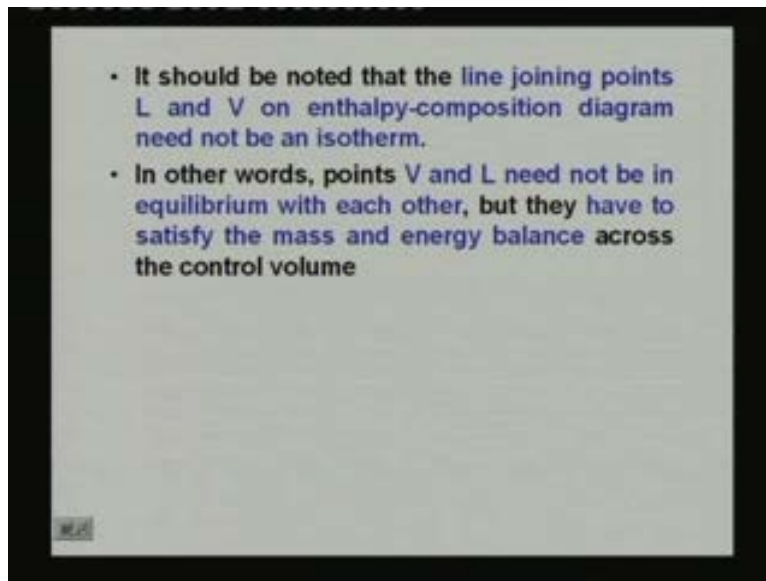 • It should be noted that the line joining points
L and V on enthalpy-composition diagram
need not be an isotherm.
• In other words, points V and L need not be in
equilibrium with each other, but they have to
satisfy the mass and energy balance across
the control volume